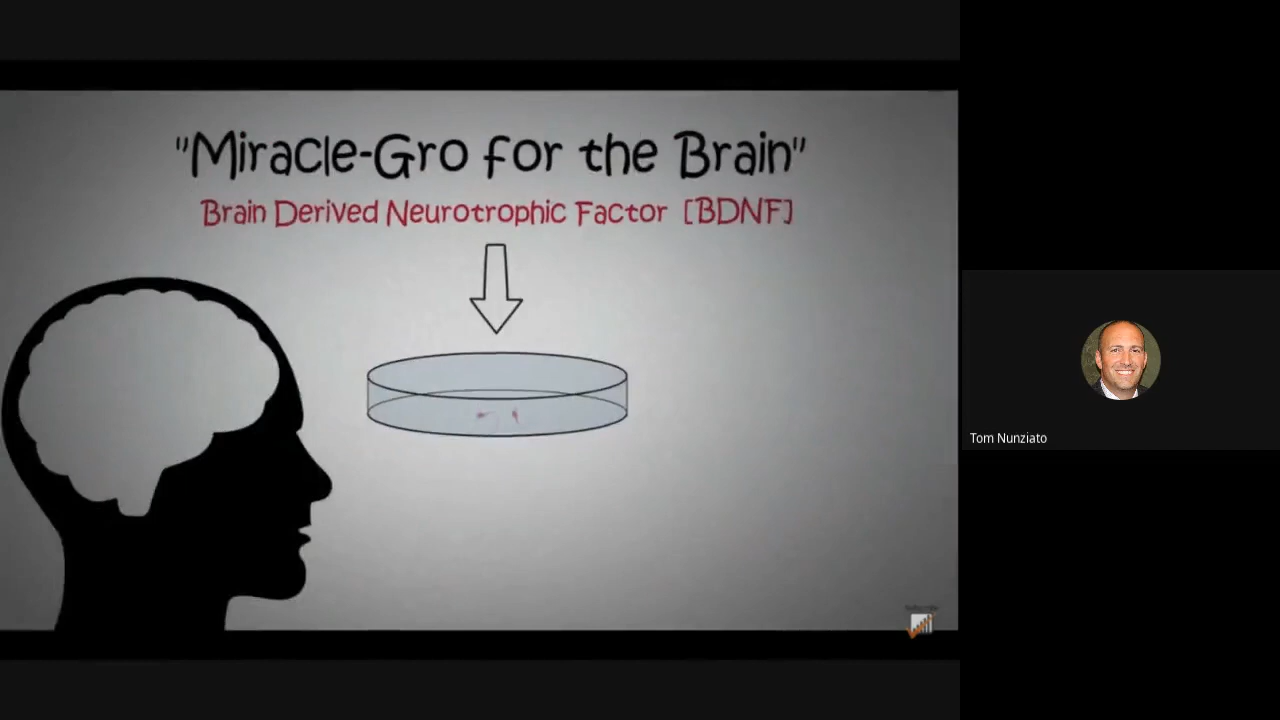 "Miracle-Gro for the Brain"
Brain Derived Neurotrophic Factor [BDNF]
Tom Nunziato